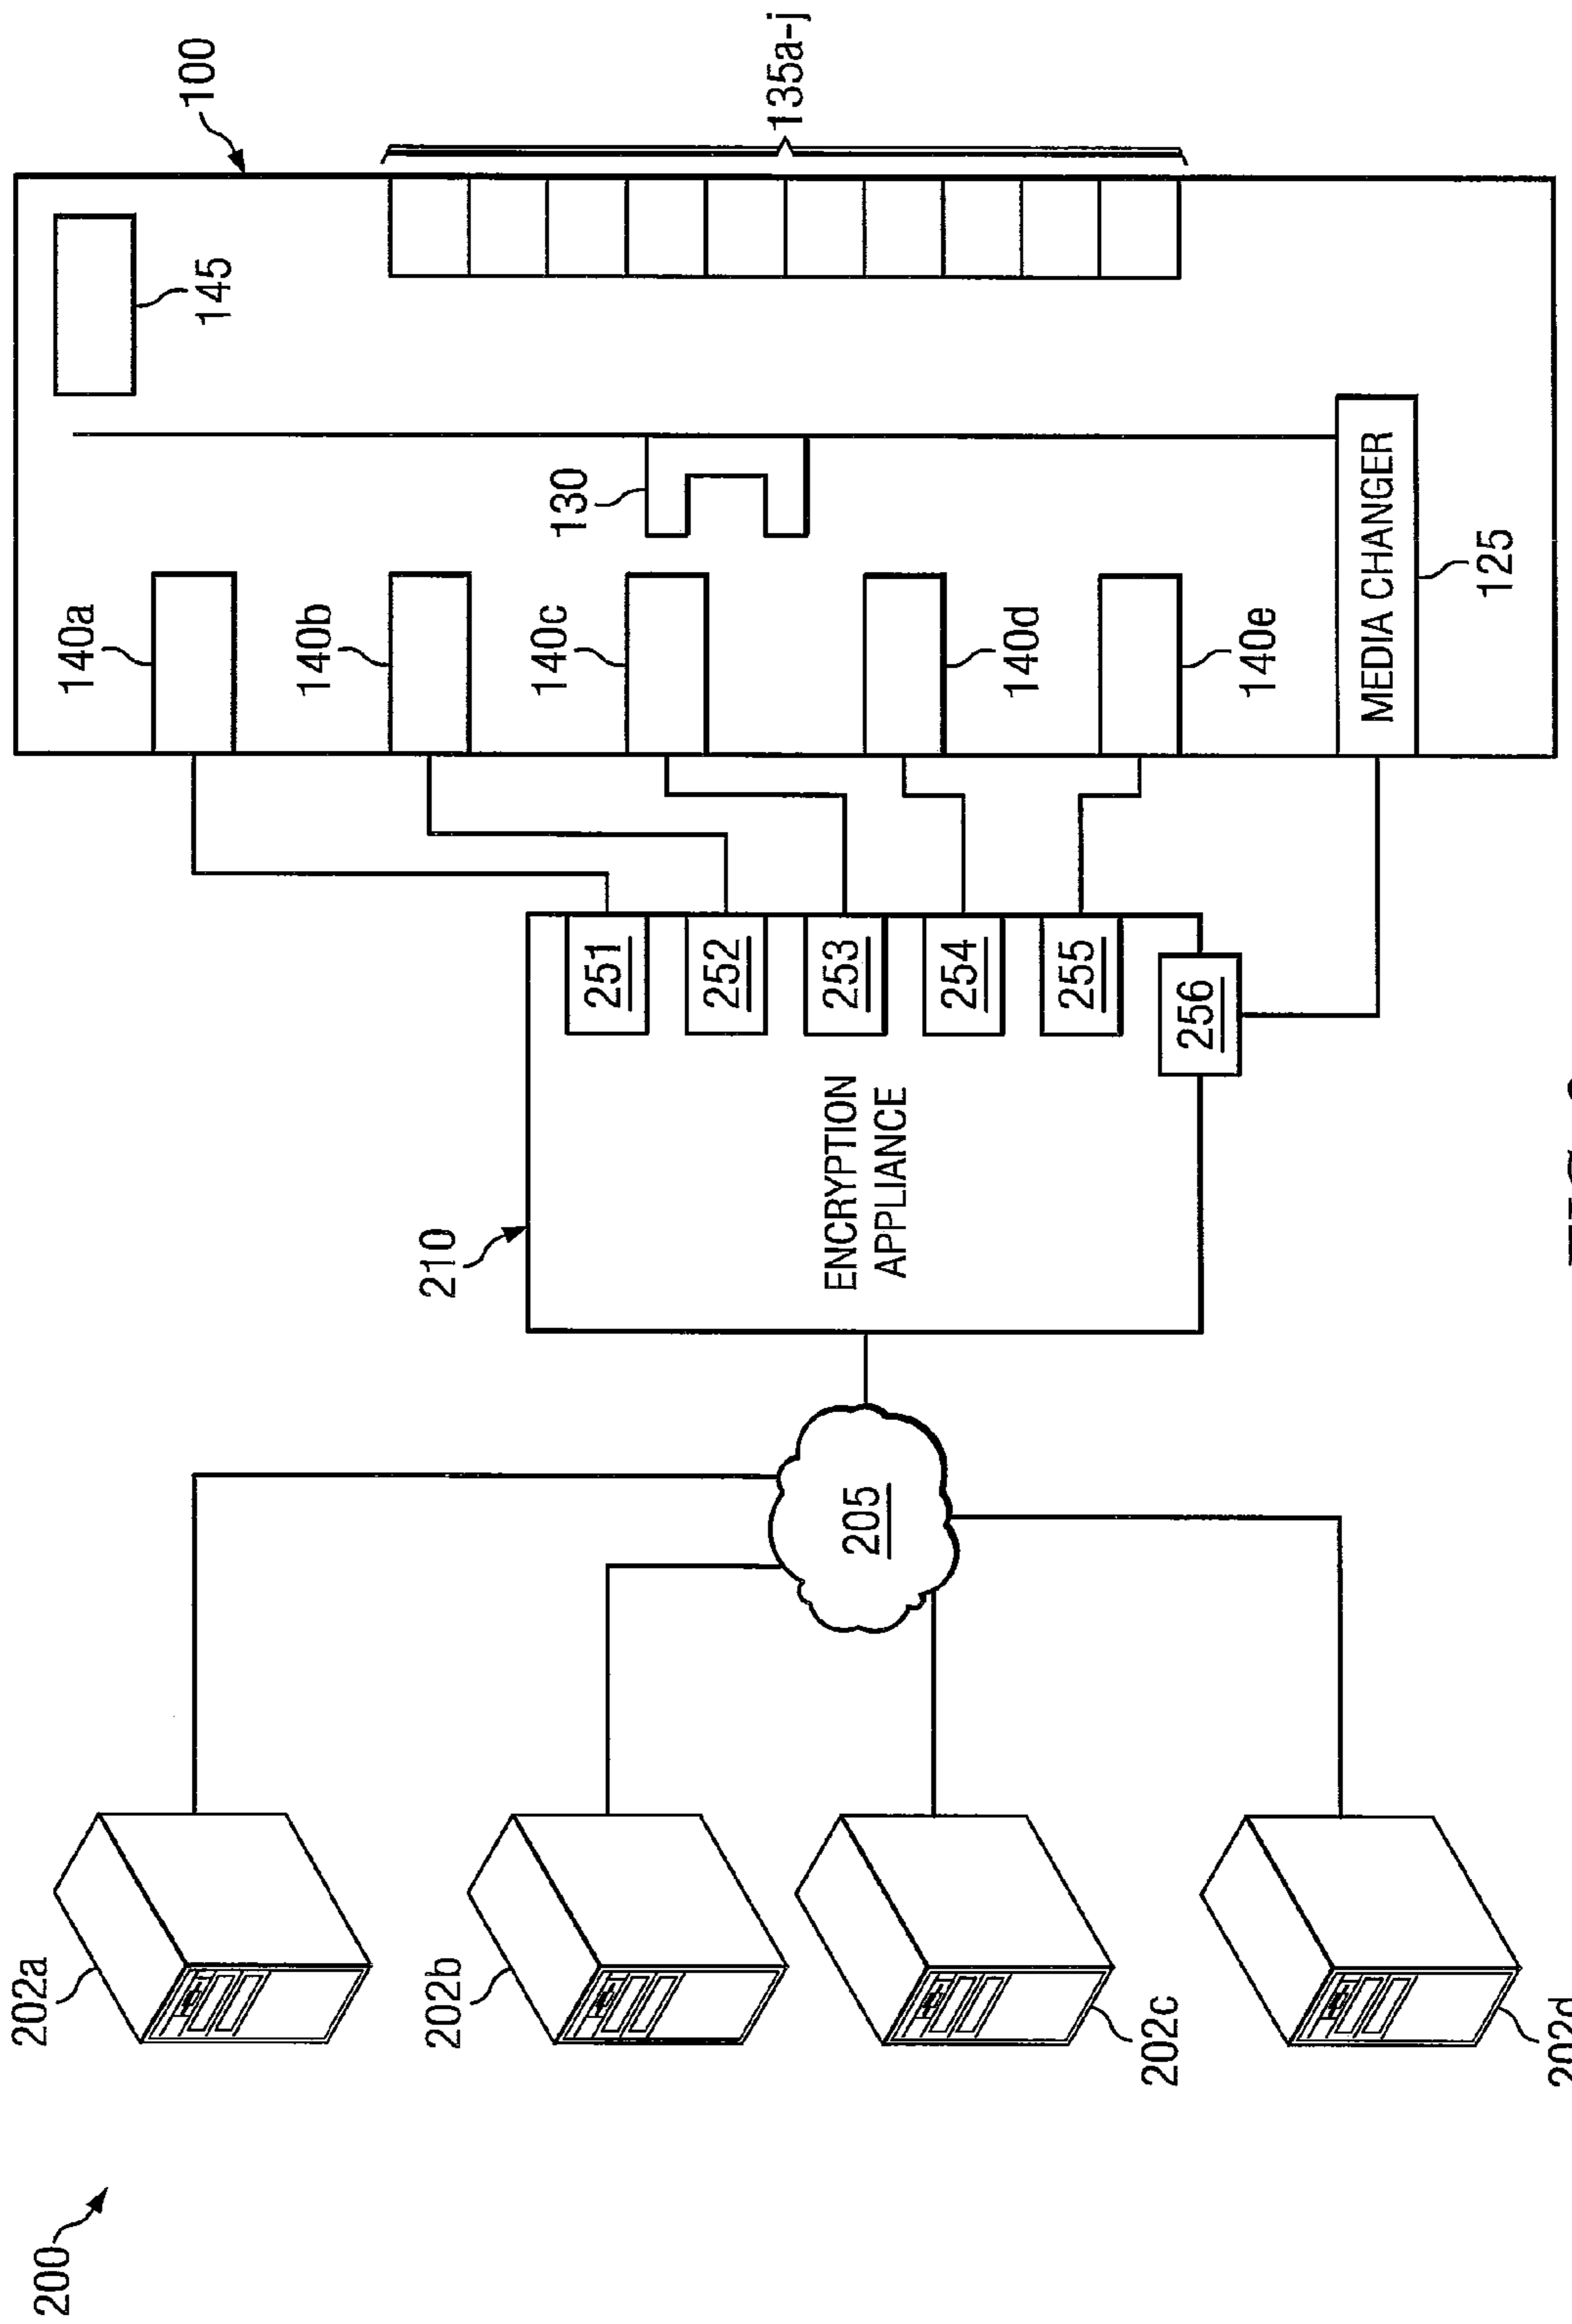 200
202a
202b
202c
202d
205
210
ENCRYPTION
APPLIANCE
251
252
253
254
255
256
140a
140b
140c
140d
140e
130
MEDIA CHANGER
125
145
100
135a-j